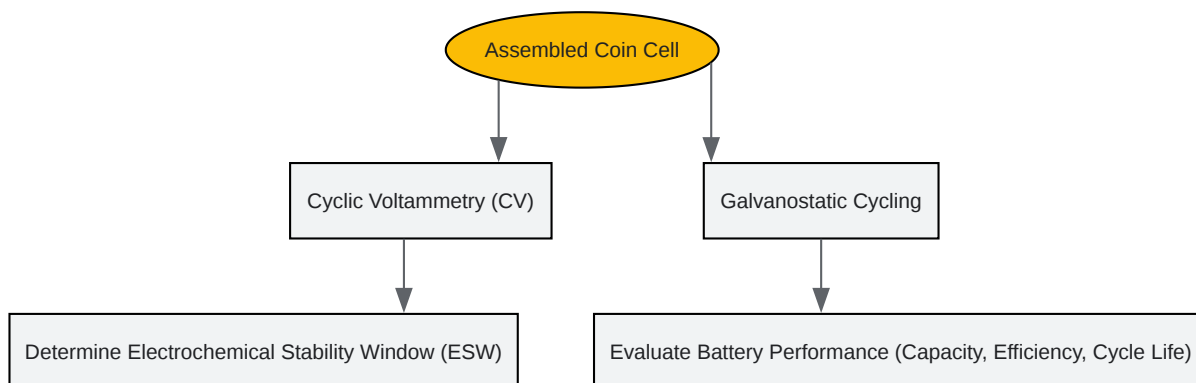 Assembled Coin Cell
Cyclic Voltammetry (CV)
Galvanostatic Cycling
Determine Electrochemical Stability Window (ESW)
Evaluate Battery Performance (Capacity, Efficiency, Cycle Life)